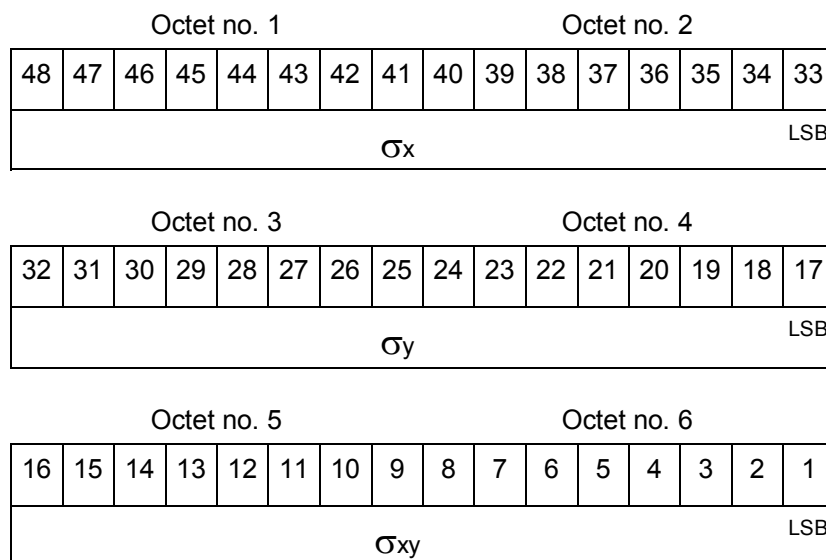 Octet no. 1 Octet no. 2
48 47 46 45 44 43 42 41 40 39 38 37 36 35 34 33
LSB
σx
Octet no. 3 Octet no. 4
32 31 30 29 28 27 26 25 24 23 22 21 20 19 18 17
LSB
σy
Octet no. 5 Octet no. 6
16 15 14 13 12 11 10 9 8 7 6 5 4 3 2 1
LSB
σxy